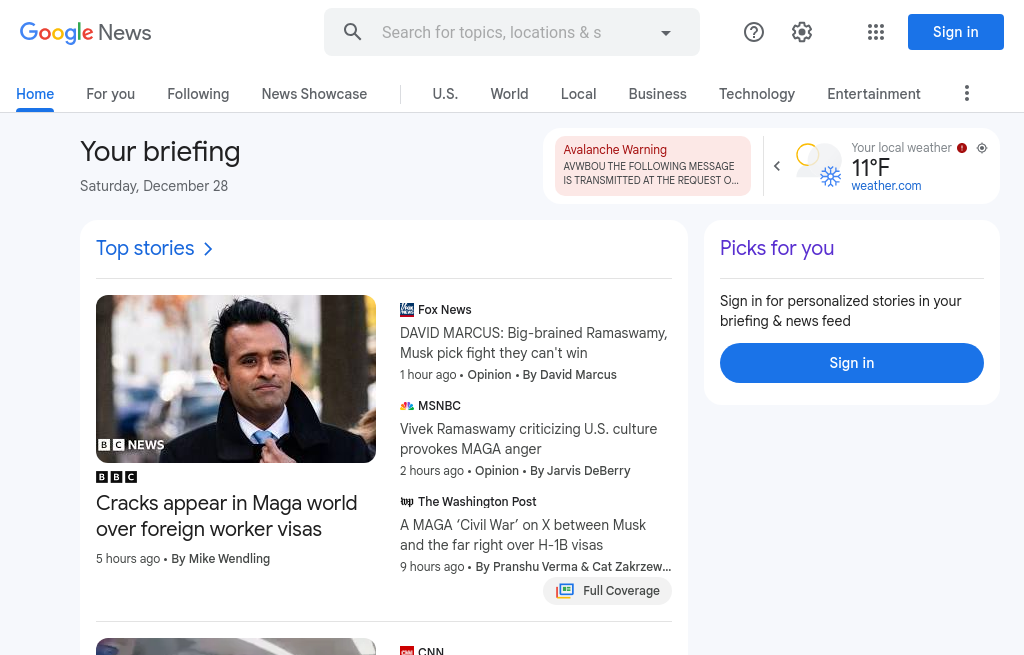 Google News
Search for topics, locations & s
Sign in
Home
For you
Following
News Showcase
U.S.
World
Local
Business
Technology
Entertainment
Your briefing
Saturday, December 28
Avalanche Warning
AVWBOU THE FOLLOWING MESSAGE
IS TRANSMITTED AT THE REQUEST O...
Your local weather
11°F
weather.com
Top stories
BBC NEWS
BBC
Cracks appear in Maga world
over foreign worker visas
5 hours ago • By Mike Wendling
Fox News
DAVID MARCUS: Big-brained Ramaswamy,
Musk pick fight they can't win
1 hour ago • Opinion • By David Marcus
MSNBC
Vivek Ramaswamy criticizing U.S. culture
provokes MAGA anger
2 hours ago • Opinion • By Jarvis DeBerry
The Washington Post
A MAGA ‘Civil War’ on X between Musk
and the far right over H-1B visas
9 hours ago • By Pranshu Verma & Cat Zakrzew...
Full Coverage
CNN
Picks for you
Sign in for personalized stories in your
briefing & news feed
Sign in